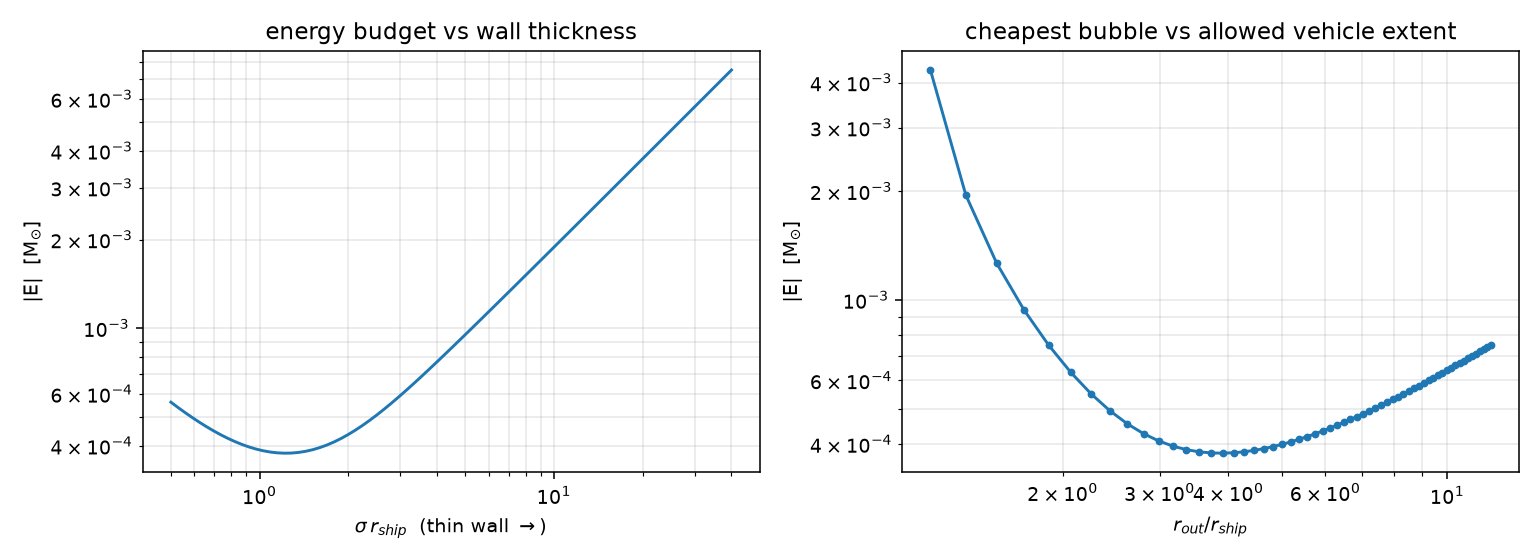 energy budget vs wall thickness
|E| [M⊙]
6 × 10⁻³
4 × 10⁻³
3 × 10⁻³
2 × 10⁻³
10⁻³
6 × 10⁻⁴
4 × 10⁻⁴
10⁰
10¹
σ r_ship (thin wall →)
cheapest bubble vs allowed vehicle extent
|E| [M⊙]
4 × 10⁻³
3 × 10⁻³
2 × 10⁻³
10⁻³
6 × 10⁻⁴
4 × 10⁻⁴
2 × 10⁰
3 × 10⁰
4 × 10⁰
6 × 10⁰
10¹
r_out/r_ship